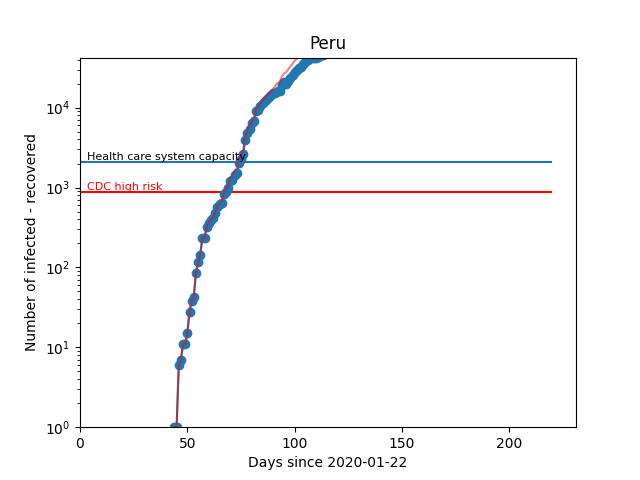 Peru
Number of infected - recovered
10^4
10^3
10^2
10^1
10^0
Health care system capacity
CDC high risk
0
50
100
150
200
Days since 2020-01-22